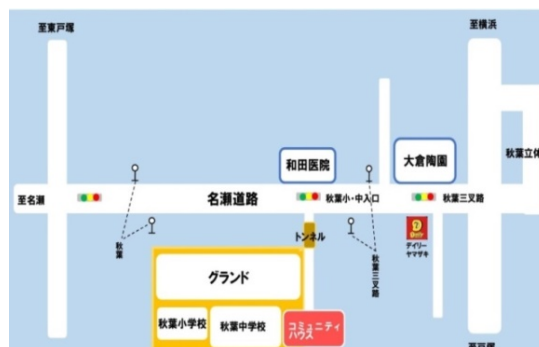 至東戸塚
至横浜
和田医院
大倉陶園
秋葉立体
至名瀬
名瀬道路
秋葉小・中入口
秋葉三叉路
トンネル
デイリー
ヤマザキ
秋葉
秋葉三叉路
グランド
秋葉小学校
秋葉中学校
コミュニティ
ハウス
至戸塚